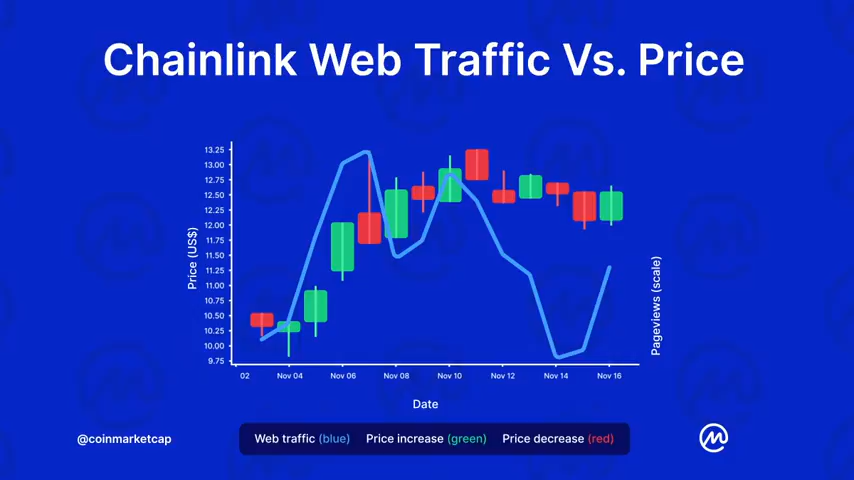 Chainlink Web Traffic Vs. Price
13.25
13.00
12.75
12.50
12.25
12.00
11.75
11.50
11.25
11.00
10.75
10.50
10.25
10.00
9.75
Price (US$)
Pageviews (scale)
02 Nov 04 Nov 06 Nov 08 Nov 10 Nov 12 Nov 14 Nov 16
Date
@coinmarketcap
Web traffic (blue) Price increase (green) Price decrease (red)